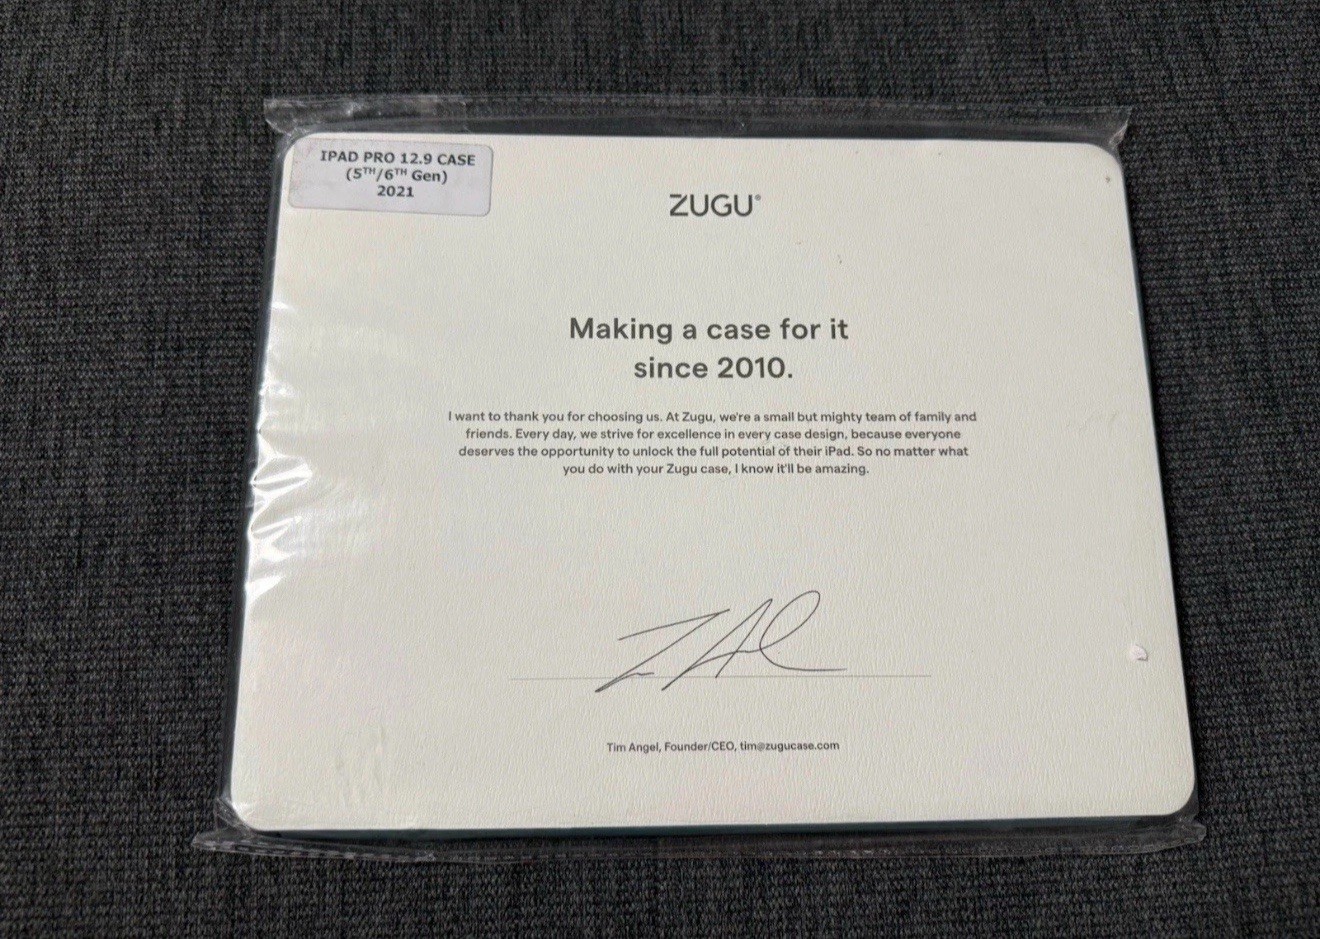 IPAD PRO 12.9 CASE
(5TH/6TH Gen)
2021
ZUGU®
Making a case for it
since 2010.
I want to thank you for choosing us. At Zugu, we're a small but mighty team of family and
friends. Every day, we strive for excellence in every case design, because everyone
deserves the opportunity to unlock the full potential of their iPad. So no matter what
you do with your Zugu case, I know it'll be amazing.
Tim Angel, Founder/CEO, tim@zugucase.com